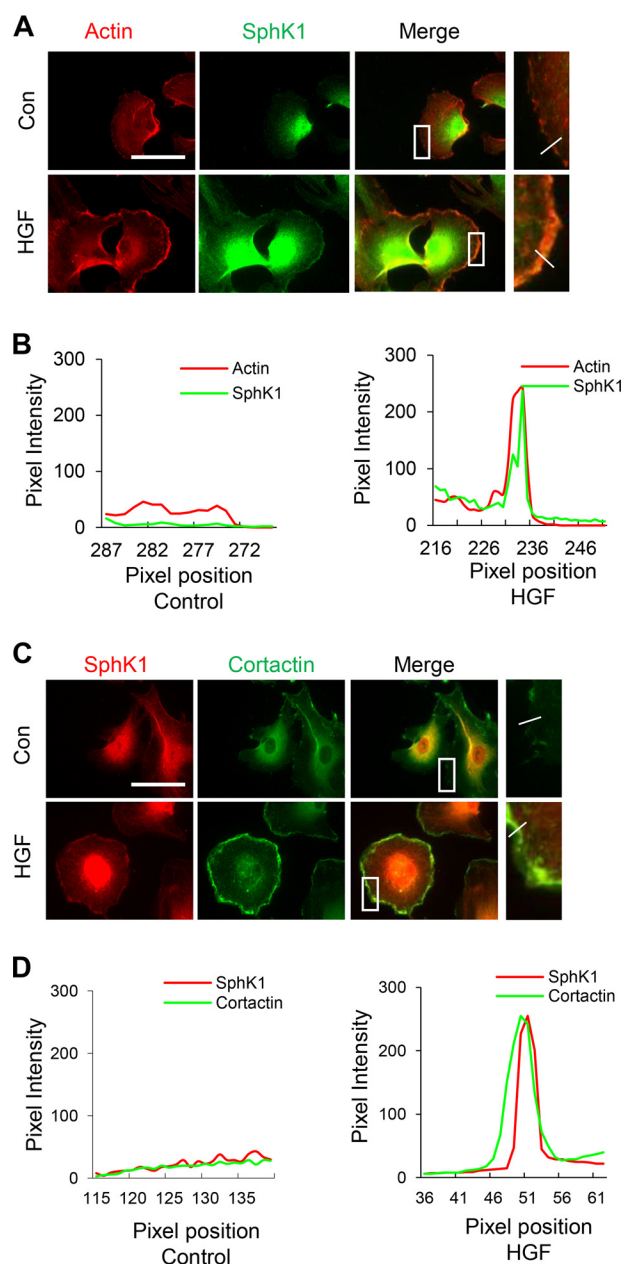 A
Actin SphK1 Merge
Con
HGF
B
300
200
100
0
Pixel Intensity
Actin
SphK1
287 282 277 272
Pixel position
Control
300
200
100
0
Pixel Intensity
Actin
SphK1
216 226 236 246
Pixel position
HGF
C
SphK1 Cortactin Merge
Con
HGF
D
300
200
100
0
Pixel Intensity
SphK1
Cortactin
115 120 125 130 135
Pixel position
Control
300
200
100
0
Pixel Intensity
SphK1
Cortactin
36 41 46 51 56 61
Pixel position
HGF